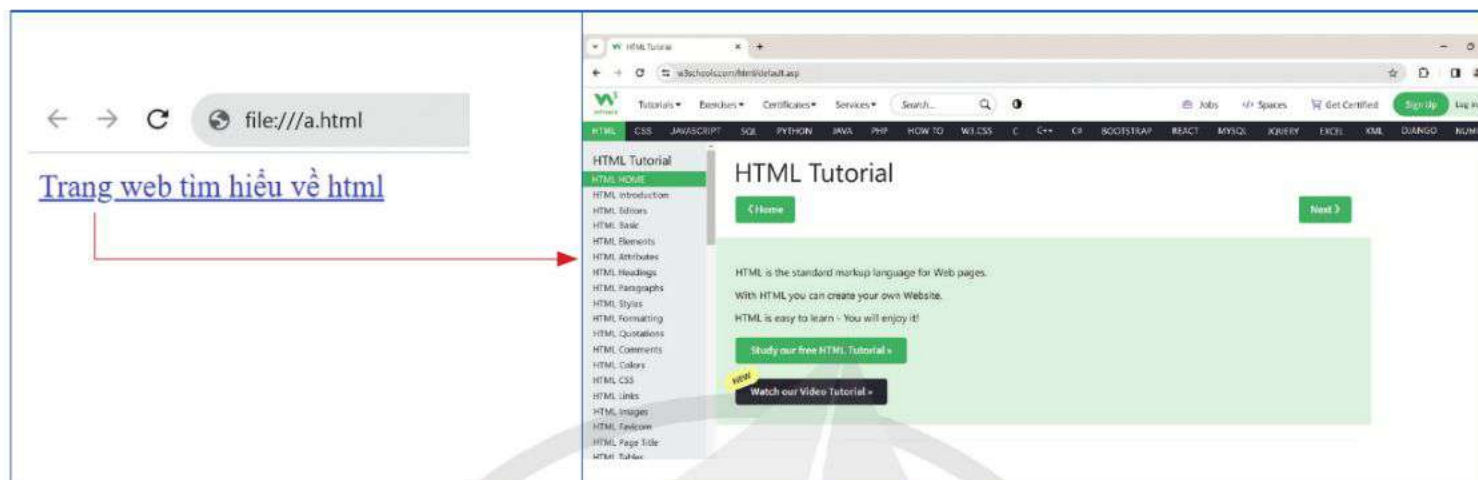 file:///a.html
Trang web tìm hiểu về html
HTML Tutorial
w3schools.com/html/default.asp
Tutorials Exercises Certificates Services Search... Jobs Spaces Get Certified Sign Up Log in
HTML CSS JAVASCRIPT SQL PYTHON JAVA PHP HOW TO W3.CSS C C++ C# BOOTSTRAP REACT MYSQL JQUERY EXCEL XML DJANGO
HTML Tutorial
HTML HOME
HTML Introduction
HTML Editors
HTML Basic
HTML Elements
HTML Attributes
HTML Headings
HTML Paragraphs
HTML Styles
HTML Formatting
HTML Quotations
HTML Comments
HTML Colors
HTML CSS
HTML Links
HTML Images
HTML Favicon
HTML Page Title
HTML Tables
HTML Tutorial
❮ Home
Next ❯
HTML is the standard markup language for Web pages.
With HTML you can create your own Website.
HTML is easy to learn - You will enjoy it!
Study our free HTML Tutorial »
NEW
Watch our Video Tutorial »